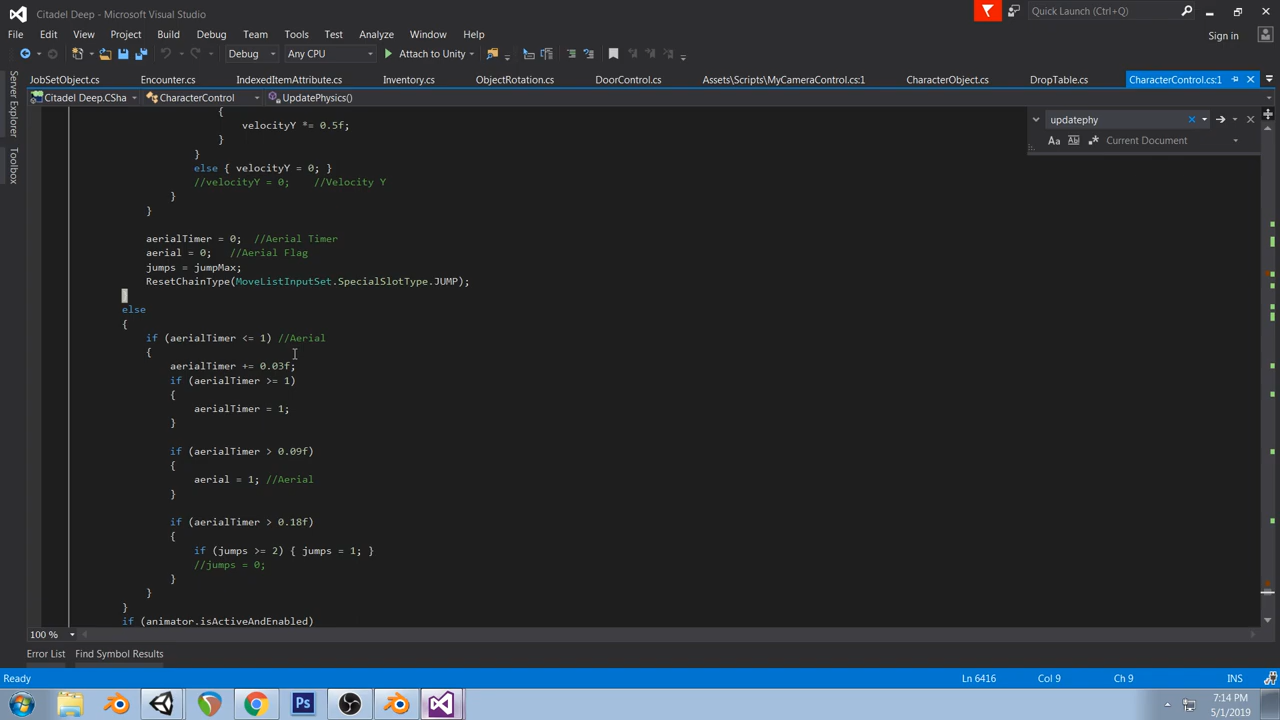 Citadel Deep - Microsoft Visual Studio
Quick Launch (Ctrl+Q)
File Edit View Project Build Debug Team Tools Test Analyze Window Help
Sign in
Debug Any CPU Attach to Unity
JobSetObject.cs Encounter.cs IndexedItemAttribute.cs Inventory.cs ObjectRotation.cs DoorControl.cs Assets\Scripts\MyCameraControl.cs:1 CharacterObject.cs DropTable.cs CharacterControl.cs:1
Citadel Deep.CSha CharacterControl UpdatePhysics()
Server Explorer
Toolbox
updatephy
Aa Ab Current Document
{
velocityY *= 0.5f;
}
}
else { velocityY = 0; }
//velocityY = 0; //Velocity Y
}
}
aerialTimer = 0; //Aerial Timer
aerial = 0; //Aerial Flag
jumps = jumpMax;
ResetChainType(MoveListInputSet.SpecialSlotType.JUMP);
}
else
{
if (aerialTimer <= 1) //Aerial
{
aerialTimer += 0.03f;
if (aerialTimer >= 1)
{
aerialTimer = 1;
}
if (aerialTimer > 0.09f)
{
aerial = 1; //Aerial
}
if (aerialTimer > 0.18f)
{
if (jumps >= 2) { jumps = 1; }
//jumps = 0;
}
}
}
if (animator.isActiveAndEnabled)
100 %
Error List Find Symbol Results
Ready Ln 6416 Col 9 Ch 9 INS
Ps
7:14 PM
5/1/2019